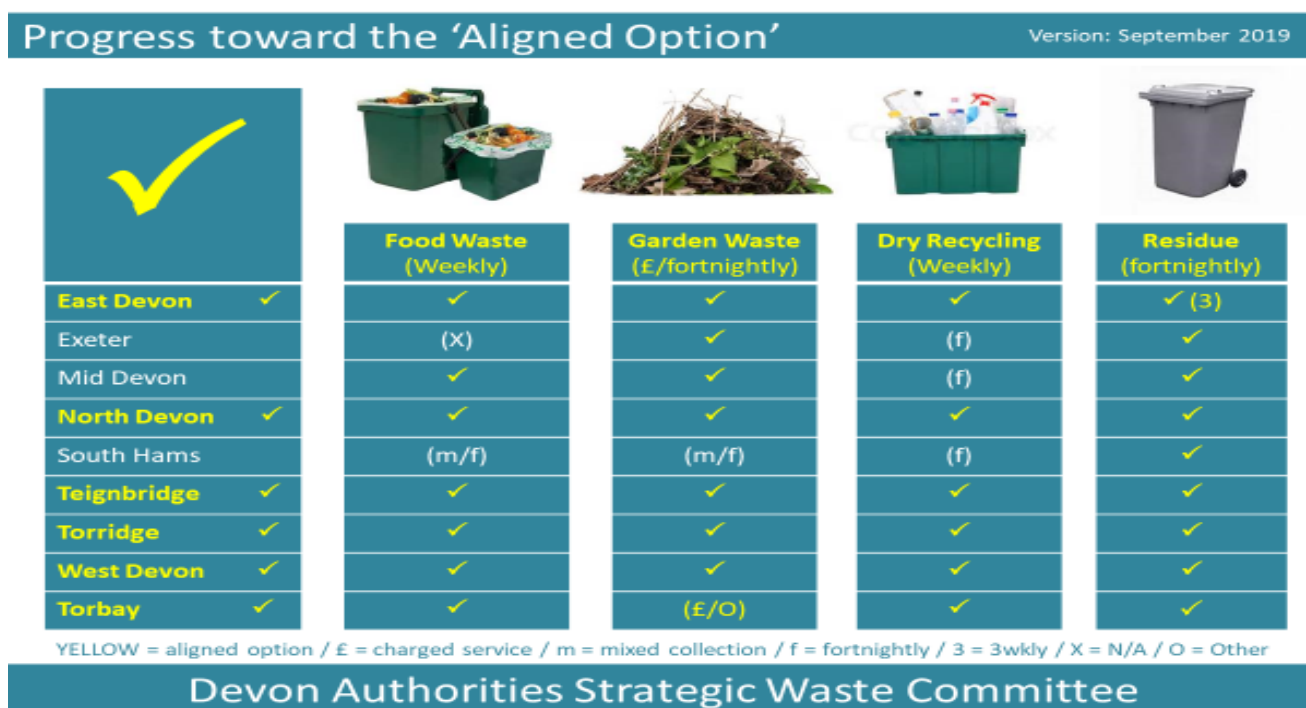 Progress toward the ‘Aligned Option’ Version: September 2019
Food Waste Garden Waste Dry Recycling Residue
(Weekly) (£/fortnightly) (Weekly) (fortnightly)
East Devon ✓ ✓ ✓ ✓ ✓ (3)
Exeter (X) ✓ (f) ✓
Mid Devon ✓ ✓ (f) ✓
North Devon ✓ ✓ ✓ ✓ ✓
South Hams (m/f) (m/f) (f) ✓
Teignbridge ✓ ✓ ✓ ✓ ✓
Torridge ✓ ✓ ✓ ✓ ✓
West Devon ✓ ✓ ✓ ✓ ✓
Torbay ✓ ✓ (£/O) ✓ ✓
YELLOW = aligned option / £ = charged service / m = mixed collection / f = fortnightly / 3 = 3wkly / X = N/A / O = Other
Devon Authorities Strategic Waste Committee